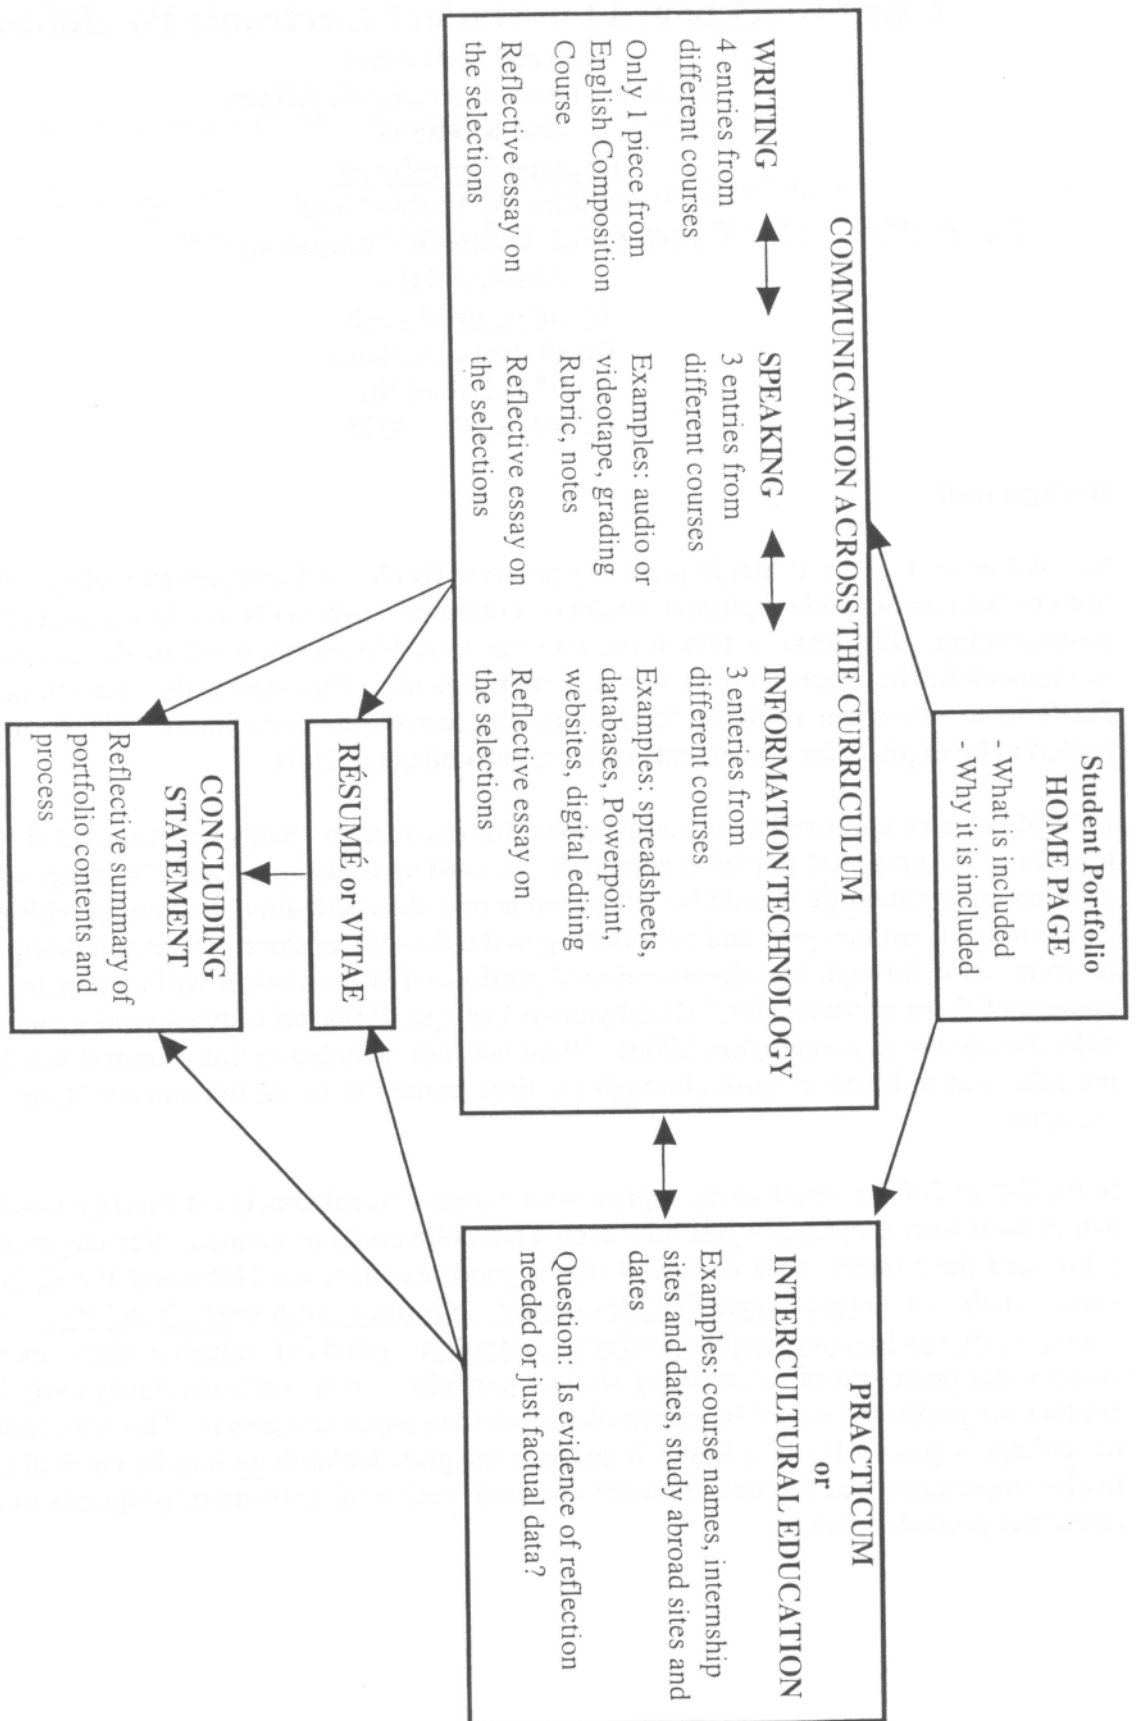 Student Portfolio
HOME PAGE
- What is included
- Why it is included
COMMUNICATION ACROSS THE CURRICULUM
WRITING
4 entries from
different courses
Only 1 piece from
English Composition
Course
Reflective essay on
the selections
SPEAKING
3 entries from
different courses
Examples: audio or
videotape, grading
Rubric, notes
Reflective essay on
the selections
INFORMATION TECHNOLOGY
3 enteries from
different courses
Examples: spreadsheets,
databases, Powerpoint,
websites, digital editing
Reflective essay on
the selections
PRACTICUM
or
INTERCULTURAL EDUCATION
Examples: course names, internship
sites and dates, study abroad sites and
dates
Question: Is evidence of reflection
needed or just factual data?
RÉSUMÉ or VITAE
CONCLUDING
STATEMENT
Reflective summary of
portfolio contents and
process